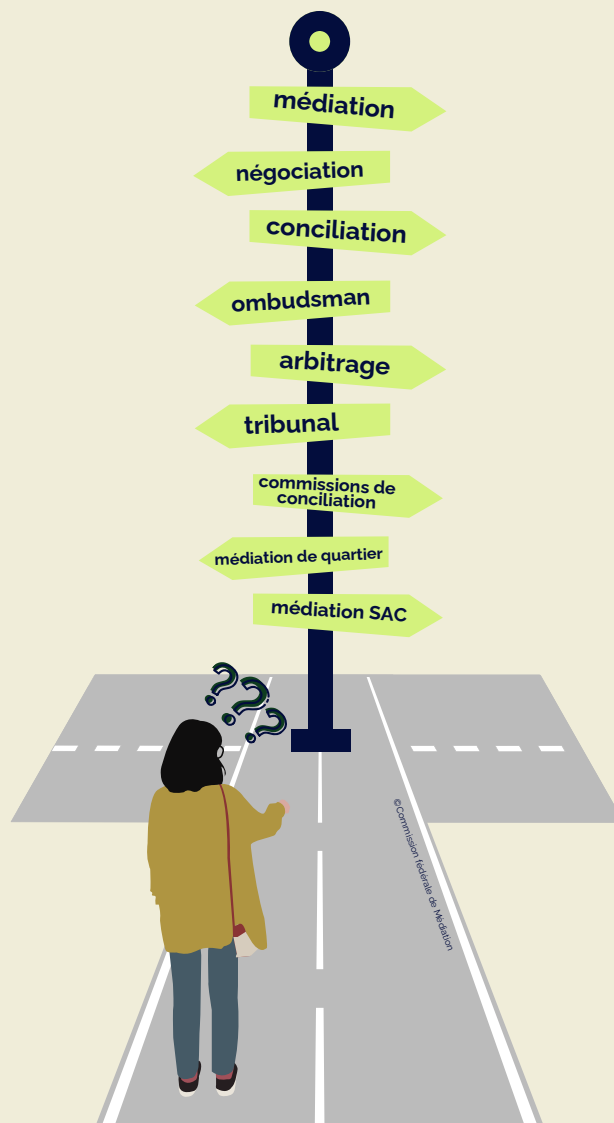 médiation
négociation
conciliation
ombudsman
arbitrage
tribunal
commissions de
conciliation
médiation de quartier
médiation SAC
???
©Commission fédérale de Médiation